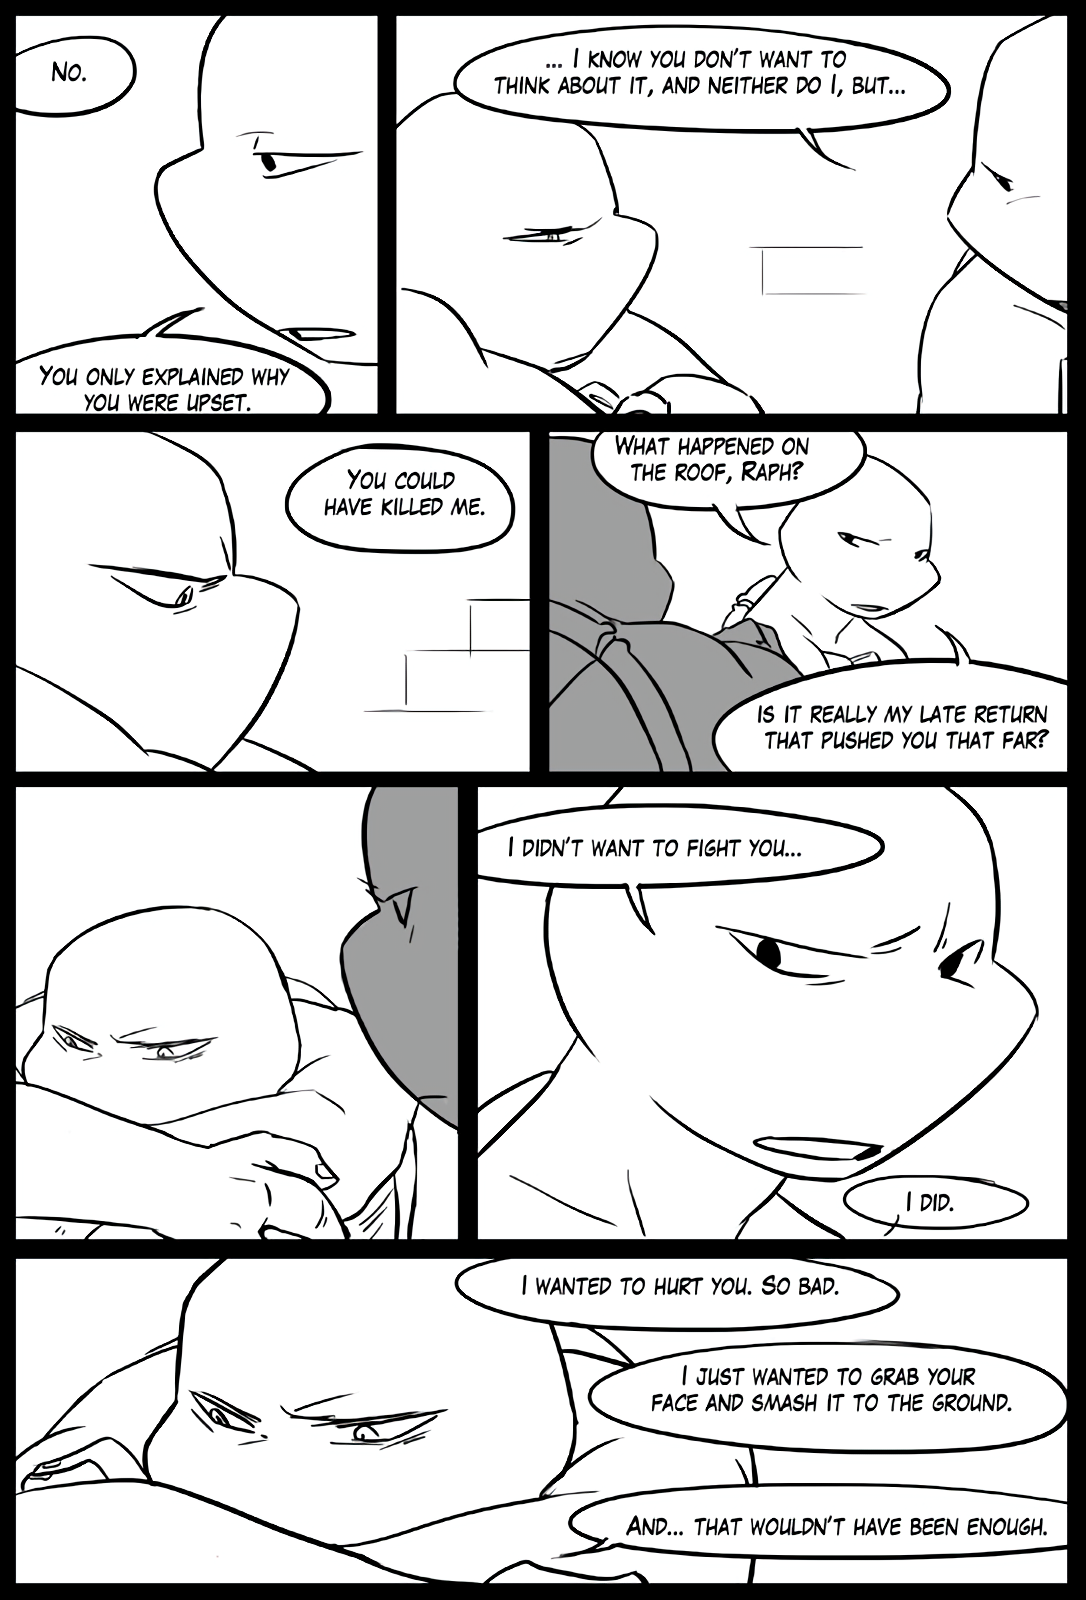 No.
You only explained why
you were upset.
... I know you don't want to
think about it, and neither do I, but...
You could
have killed me.
What happened on
the roof, Raph?
is it really my late return
that pushed you that far?
I didn't want to fight you...
I did.
I wanted to hurt you. So bad.
I just wanted to grab your
face and smash it to the ground.
And... that wouldn't have been enough.